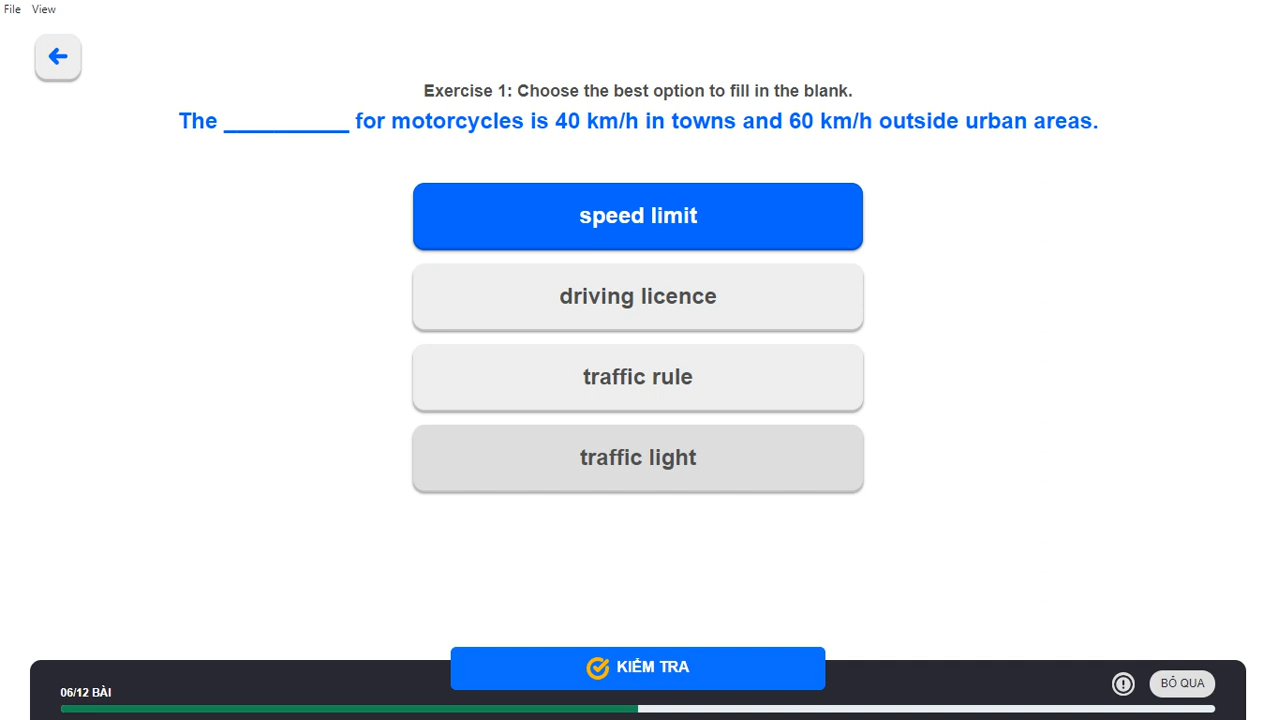 File View
Exercise 1: Choose the best option to fill in the blank.
The __________ for motorcycles is 40 km/h in towns and 60 km/h outside urban areas.
speed limit
driving licence
traffic rule
traffic light
KIỂM TRA
06/12 BÀI
BỎ QUA